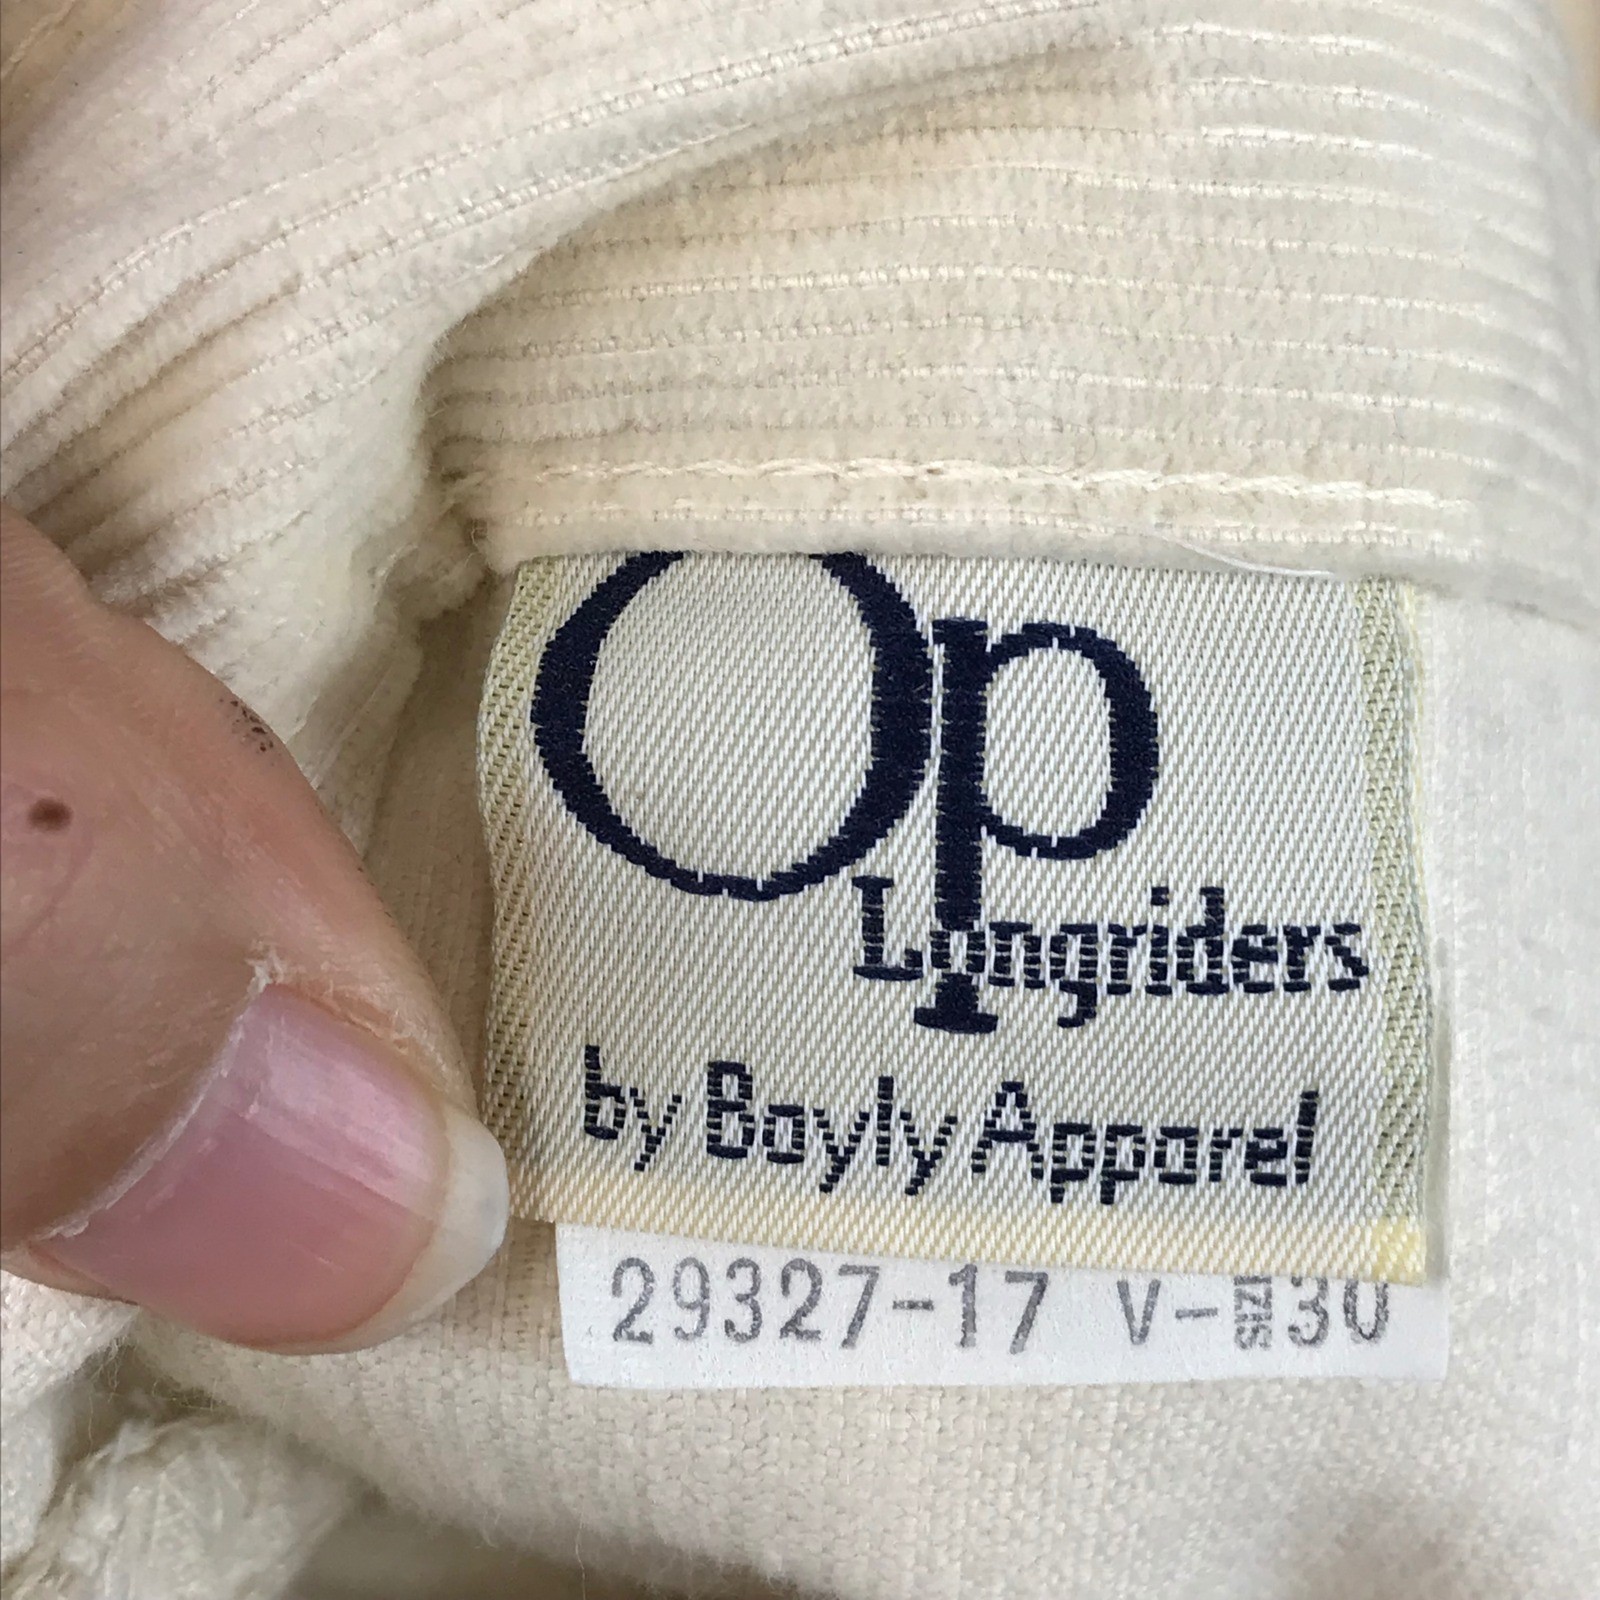 Op
Longriders
by Bayly Apparel
29327-17 V- SIZE 30